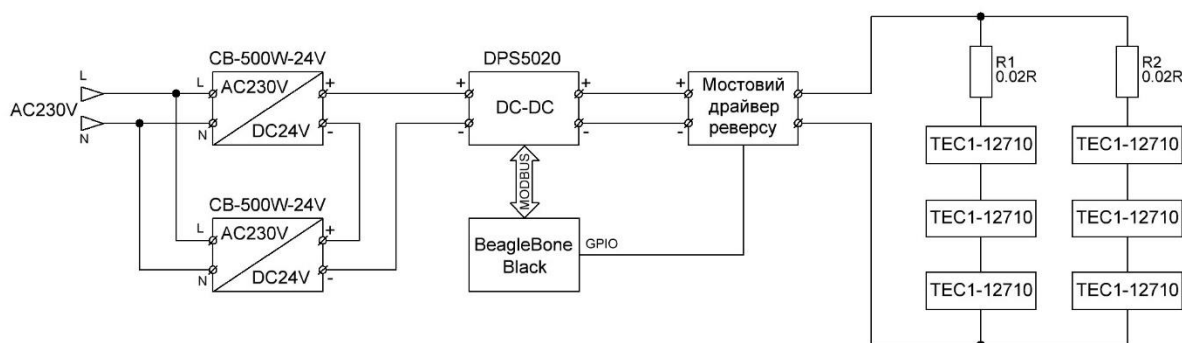 CB-500W-24V
L
AC230V
+
DC24V
-
N
L
AC230V
N
CB-500W-24V
L
AC230V
+
DC24V
-
N
DPS5020
+
DC-DC
+
-
-
MODBUS
BeagleBone
Black
GPIO
+
Мостовий
драйвер
реверсу
-
R1
0.02R
TEC1-12710
TEC1-12710
TEC1-12710
R2
0.02R
TEC1-12710
TEC1-12710
TEC1-12710